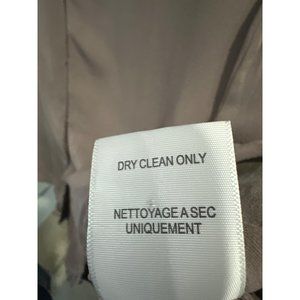 DRY CLEAN ONLY
NETTOYAGE A SEC
UNIQUEMENT